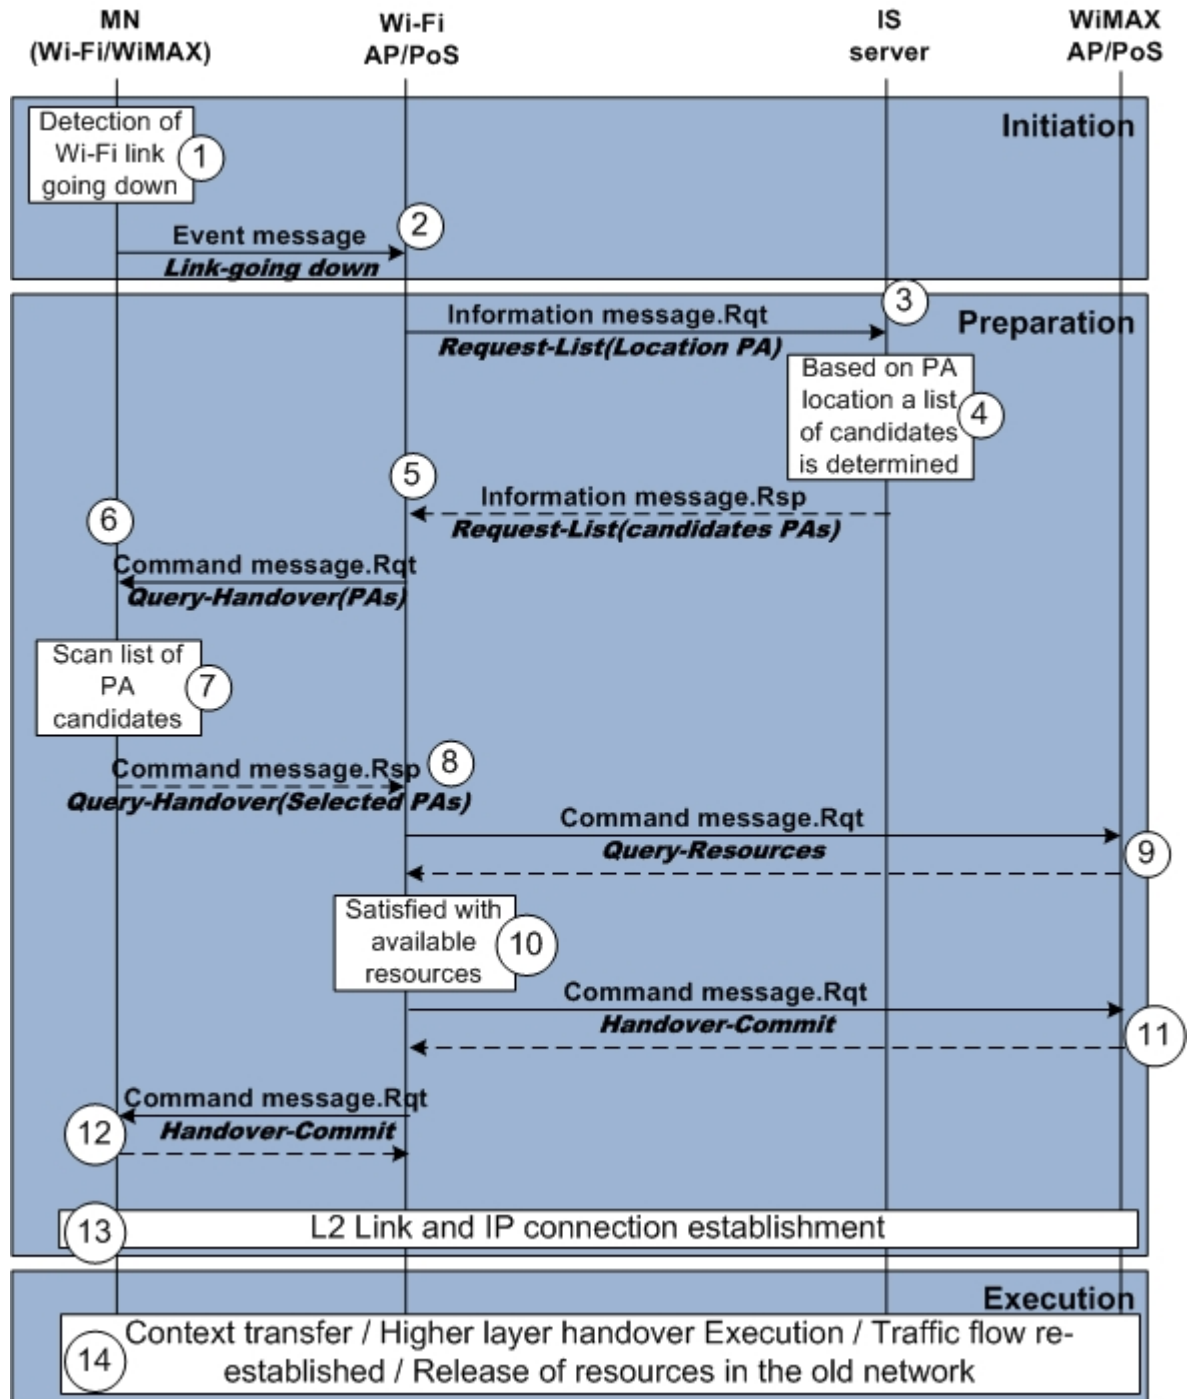 MN
(Wi-Fi/WiMAX)
Wi-Fi
AP/PoS
IS
server
WiMAX
AP/PoS
Initiation
Detection of
Wi-Fi link
going down
1
2
Event message
Link-going down
3
Preparation
Information message.Rqt
Request-List(Location PA)
Based on PA
location a list
of candidates
is determined
4
5
Information message.Rsp
Request-List(candidates PAs)
6
Command message.Rqt
Query-Handover(PAs)
Scan list of
PA
candidates
7
Command message.Rsp
8
Query-Handover(Selected PAs)
Command message.Rqt
Query-Resources
9
Satisfied with
available
resources
10
Command message.Rqt
Handover-Commit
11
Command message.Rqt
Handover-Commit
12
13
L2 Link and IP connection establishment
Execution
14
Context transfer / Higher layer handover Execution / Traffic flow re-
established / Release of resources in the old network